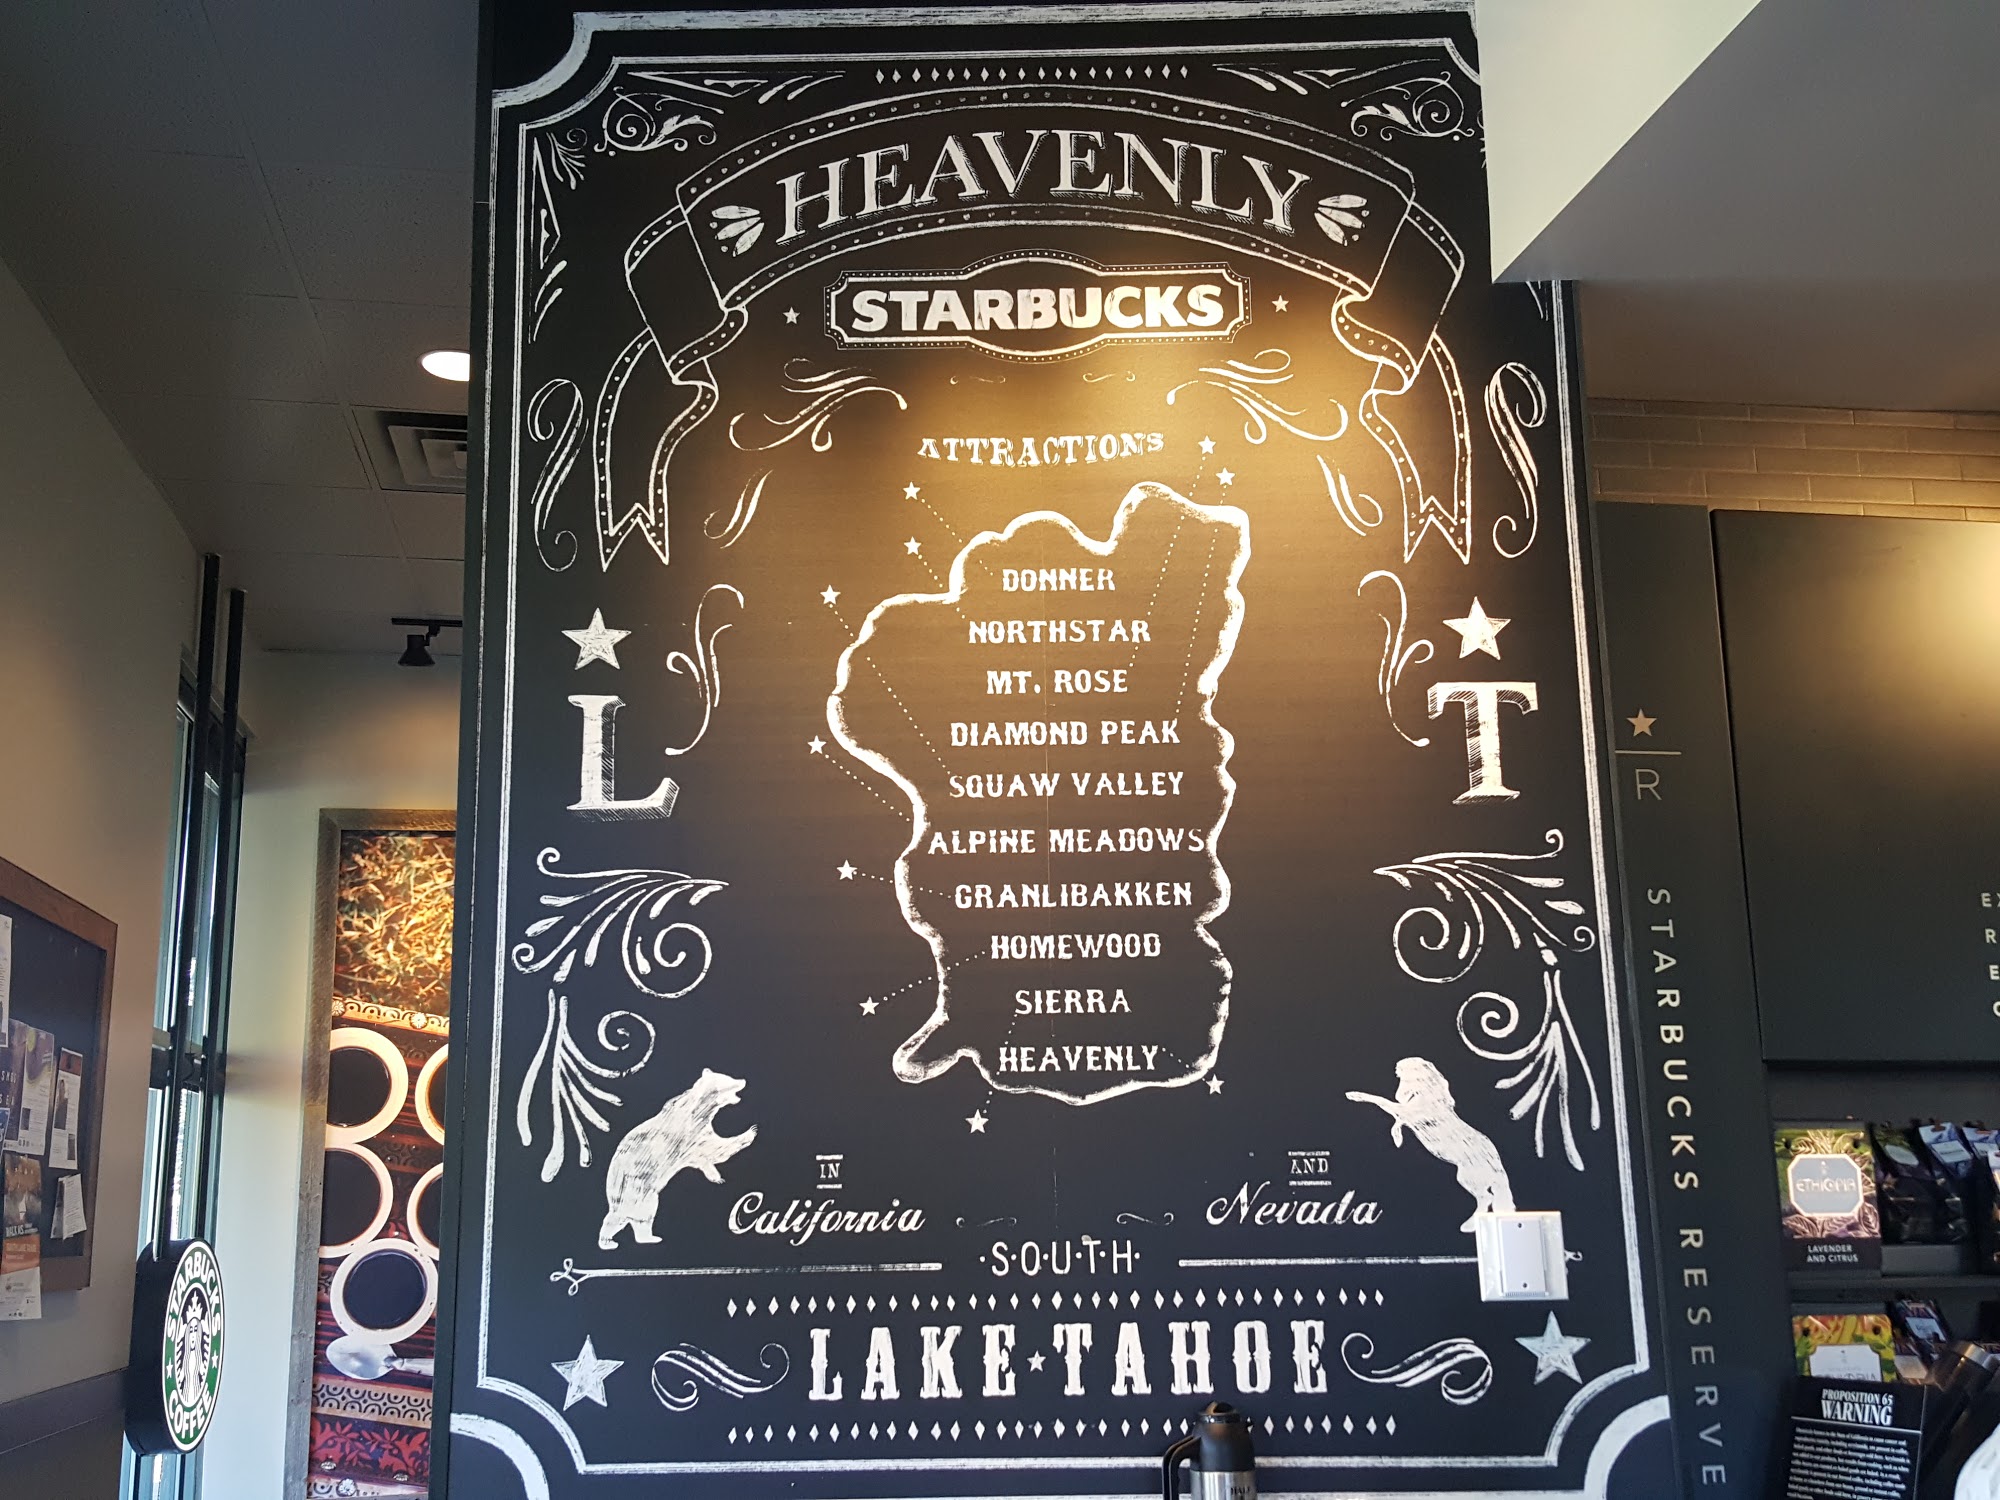 HEAVENLY
STARBUCKS
ATTRACTIONS
DONNER
NORTHSTAR
MT. ROSE
DIAMOND PEAK
SQUAW VALLEY
ALPINE MEADOWS
GRANLIBAKKEN
HOMEWOOD
SIERRA
HEAVENLY
L
T
IN
California
AND
Nevada
·S·O·U·T·H·
LAKE TAHOE
R
STARBUCKS RESERVE
STARBUCKS
COFFEE
ETHIOPIA
LAVENDER
AND CITRUS
PROPOSITION 65
WARNING